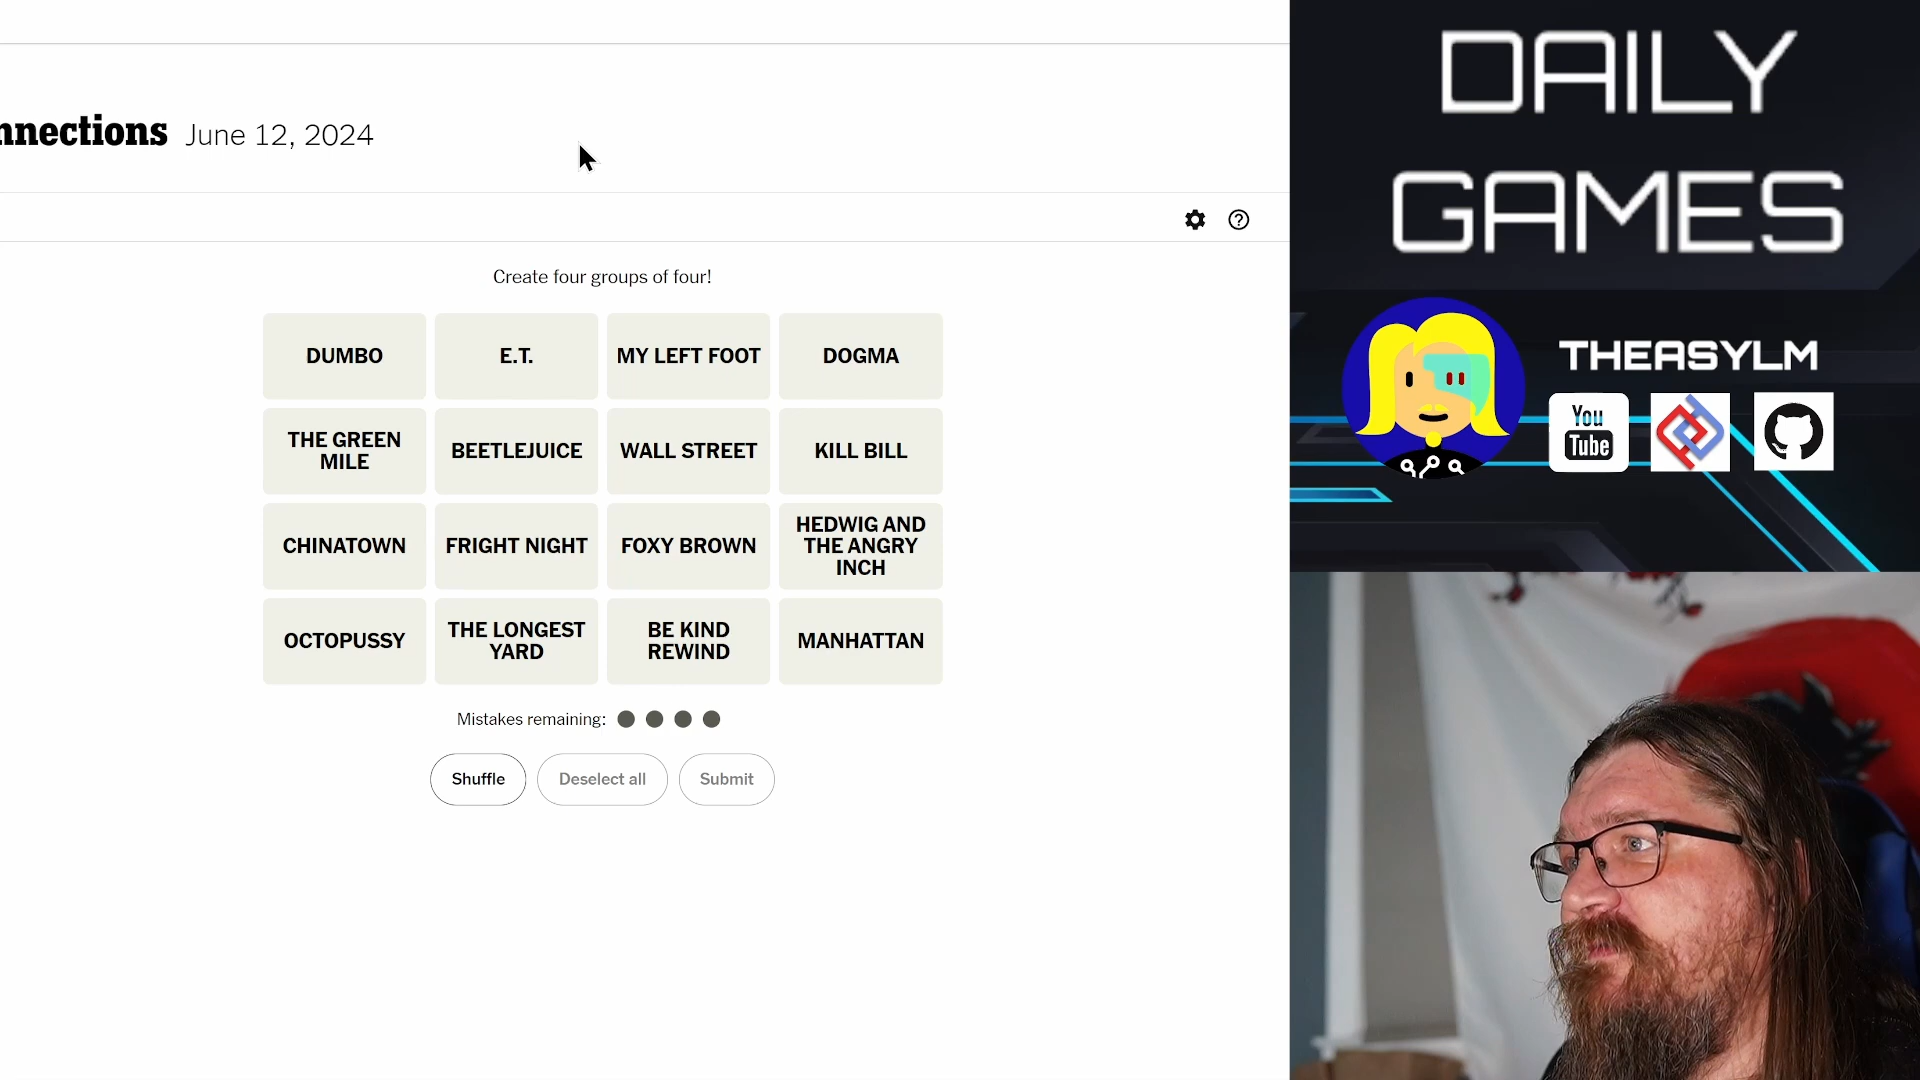 nnections June 12, 2024
Create four groups of four!
DUMBO
E.T.
MY LEFT FOOT
DOGMA
THE GREEN
MILE
BEETLEJUICE
WALL STREET
KILL BILL
CHINATOWN
FRIGHT NIGHT
FOXY BROWN
HEDWIG AND
THE ANGRY
INCH
OCTOPUSSY
THE LONGEST
YARD
BE KIND
REWIND
MANHATTAN
Mistakes remaining:
Shuffle
Deselect all
Submit
DAILY
GAMES
THEASYLM
You
Tube